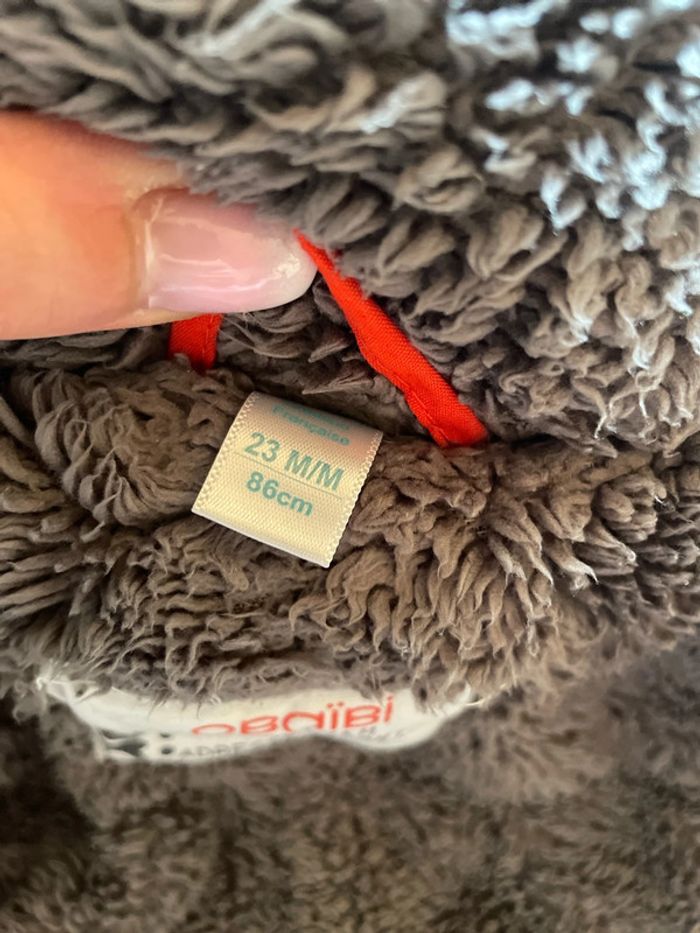 Française
23 M/M
86cm
obaïbi